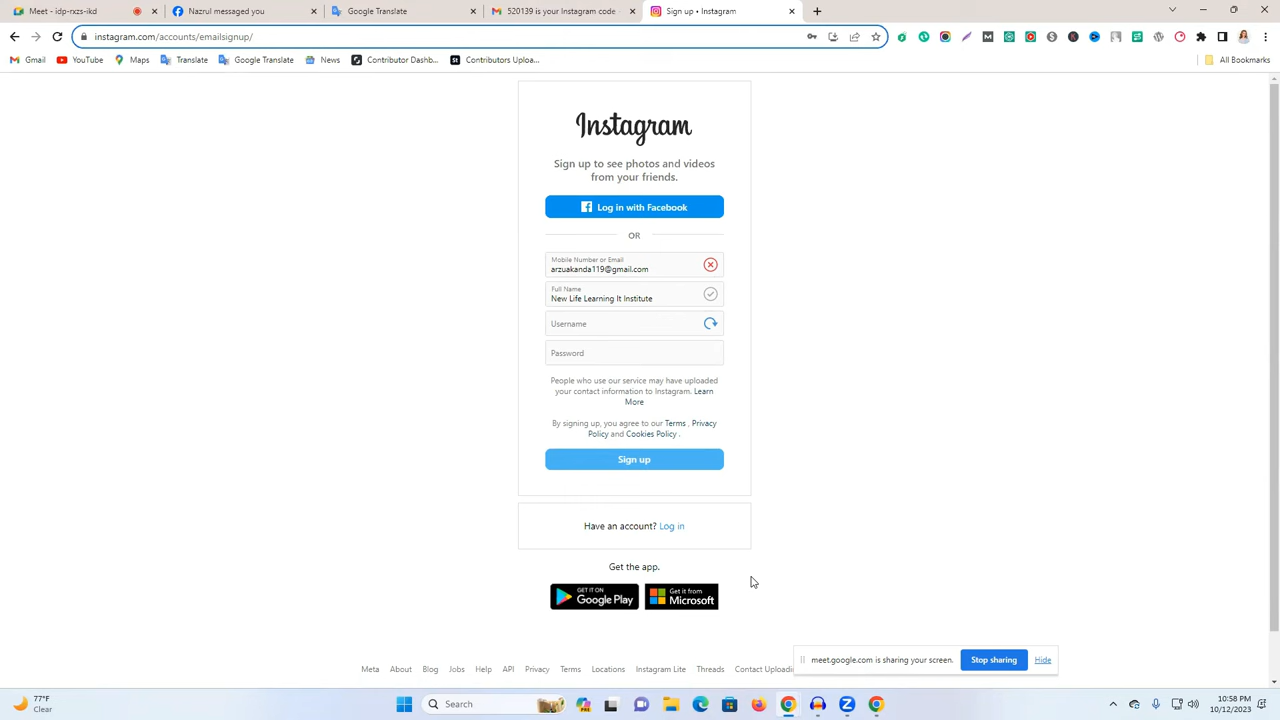 Meet - idp-rxzs-ikd
Nazrul messaged you
Google Translate
520139 is your Instagram code
Sign up • Instagram
instagram.com/accounts/emailsignup/
Gmail
YouTube
Maps
Translate
Google Translate
News
Contributor Dashb...
Contributors Uploa...
All Bookmarks
Instagram
Sign up to see photos and videos
from your friends.
Log in with Facebook
OR
Mobile Number or Email
arzuakanda119@gmail.com
Full Name
New Life Learning It Institute
Username
Password
People who use our service may have uploaded
your contact information to Instagram. Learn
More
By signing up, you agree to our Terms , Privacy
Policy and Cookies Policy .
Sign up
Have an account? Log in
Get the app.
GET IT ON
Google Play
Get it from
Microsoft
meet.google.com is sharing your screen.
Stop sharing
Hide
Meta About Blog Jobs Help API Privacy Terms Locations Instagram Lite Threads Contact Uploadi
77°F
Clear
Search
10:58 PM
10/12/2023